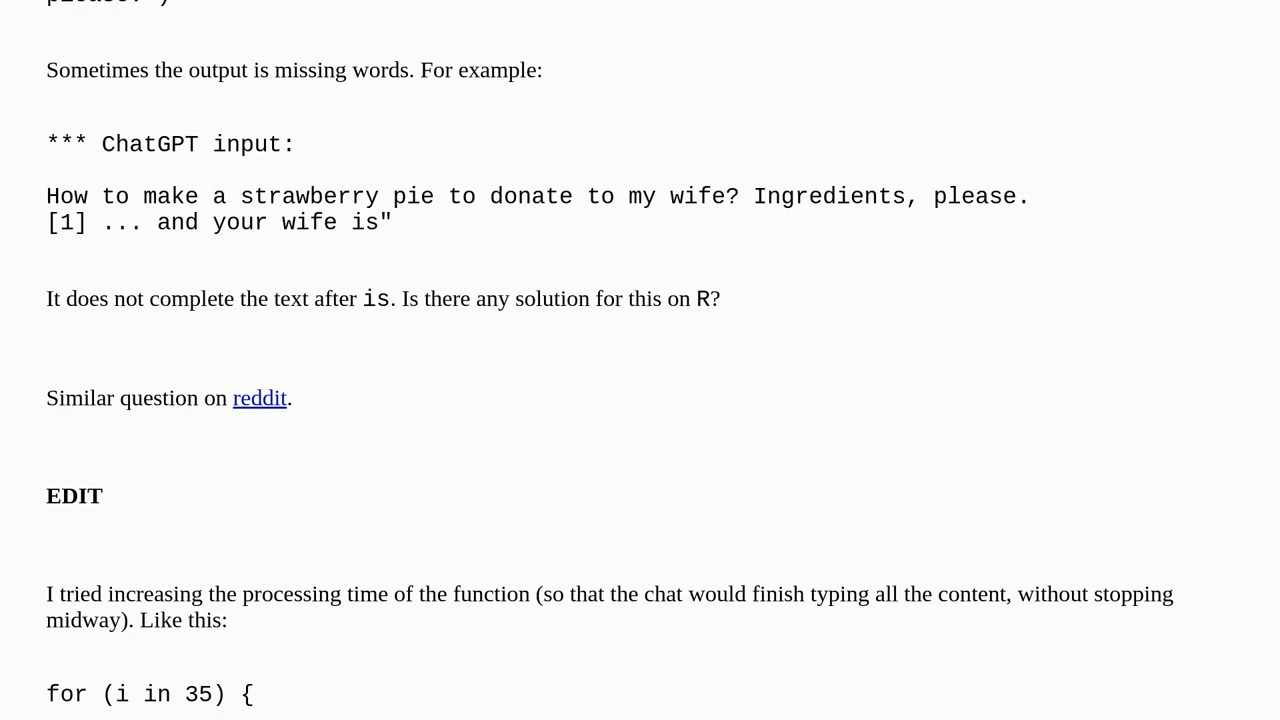 please.")
Sometimes the output is missing words. For example:
*** ChatGPT input:
How to make a strawberry pie to donate to my wife? Ingredients, please.
[1] ... and your wife is"
It does not complete the text after is. Is there any solution for this on R?
Similar question on reddit.
EDIT
I tried increasing the processing time of the function (so that the chat would finish typing all the content, without stopping
midway). Like this:
for (i in 35) {